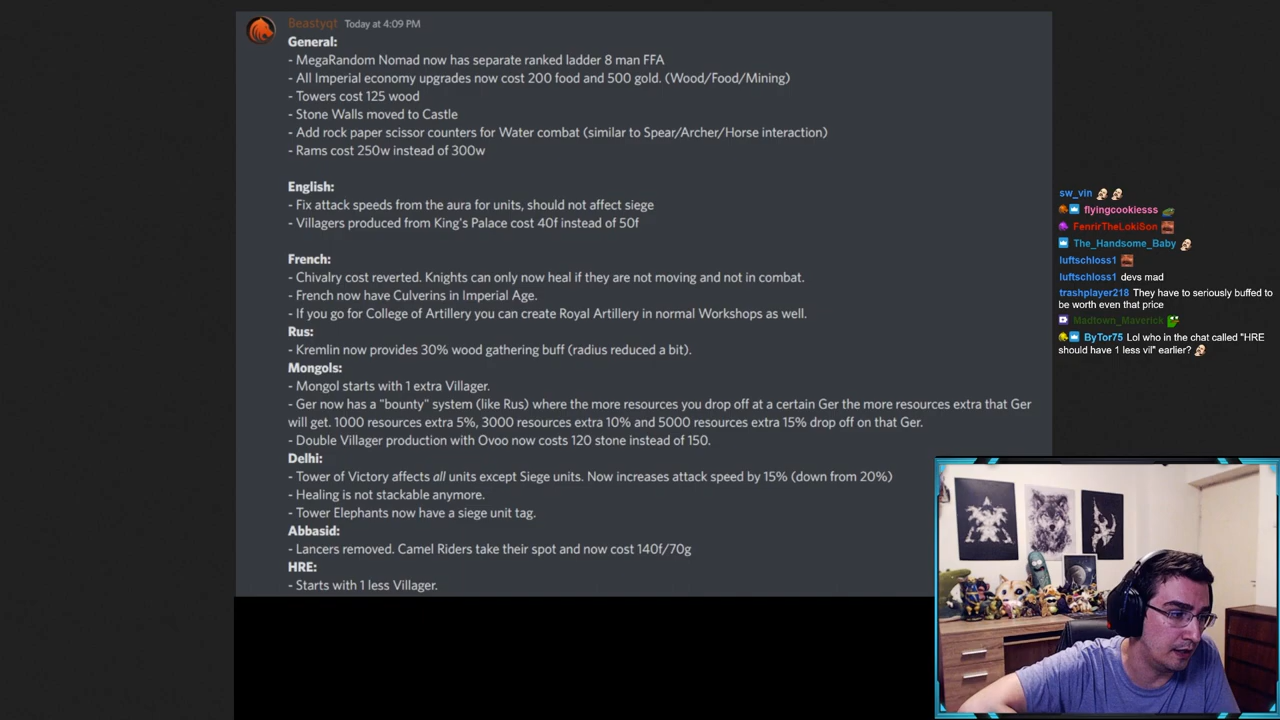 Beastyqt Today at 4:09 PM
General:
- MegaRandom Nomad now has separate ranked ladder 8 man FFA
- All Imperial economy upgrades now cost 200 food and 500 gold. (Wood/Food/Mining)
- Towers cost 125 wood
- Stone Walls moved to Castle
- Add rock paper scissor counters for Water combat (similar to Spear/Archer/Horse interaction)
- Rams cost 250w instead of 300w
English:
- Fix attack speeds from the aura for units, should not affect siege
- Villagers produced from King's Palace cost 40f instead of 50f
French:
- Chivalry cost reverted. Knights can only now heal if they are not moving and not in combat.
- French now have Culverins in Imperial Age.
- If you go for College of Artillery you can create Royal Artillery in normal Workshops as well.
Rus:
- Kremlin now provides 30% wood gathering buff (radius reduced a bit).
Mongols:
- Mongol starts with 1 extra Villager.
- Ger now has a "bounty" system (like Rus) where the more resources you drop off at a certain Ger the more resources extra that Ger
will get. 1000 resources extra 5%, 3000 resources extra 10% and 5000 resources extra 15% drop off on that Ger.
- Double Villager production with Ovoo now costs 120 stone instead of 150.
Delhi:
- Tower of Victory affects all units except Siege units. Now increases attack speed by 15% (down from 20%)
- Healing is not stackable anymore.
- Tower Elephants now have a siege unit tag.
Abbasid:
- Lancers removed. Camel Riders take their spot and now cost 140f/70g
HRE:
- Starts with 1 less Villager.
sw_vin
flyingcookiesss
FenrirTheLokiSon
The_Handsome_Baby
luftschloss1
luftschloss1 devs mad
trashplayer218 They have to seriously buffed to
be worth even that price
Madtown_Maverick
ByTor75 Lol who in the chat called "HRE
should have 1 less vil" earlier?